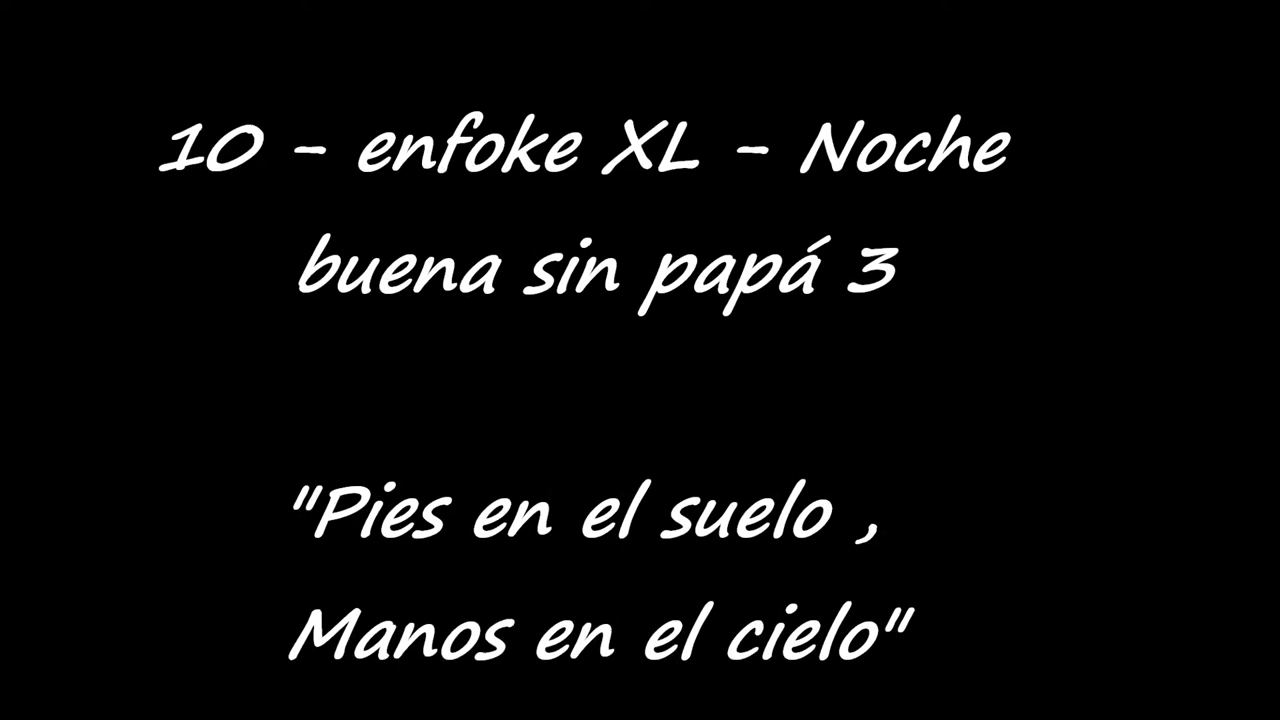 10 - enfoke XL - Noche
buena sin papá 3
"Pies en el suelo ,
Manos en el cielo"